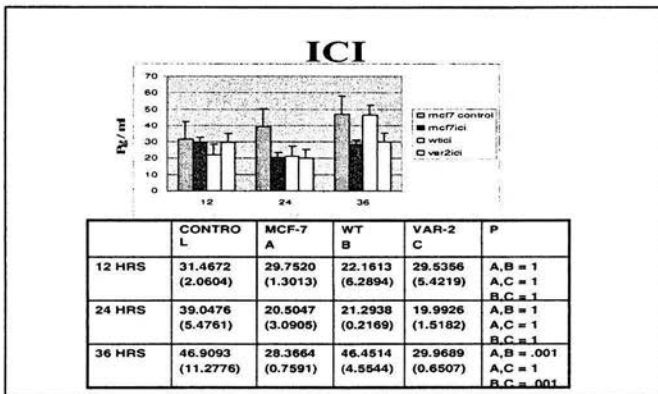 ICI
70
60
50
40
30
20
10
0
Pg/ml
12 24 36
mcf7 control
mcf7ici
wtici
ver2ici
CONTRO MCF-7 WT VAR-2 P
L A B C
12 HRS 31.4672 29.7520 22.1613 29.5356 A,B = 1
(2.0604) (1.3013) (6.2894) (5.4219) A,C = 1
B,C = 1
24 HRS 39.0476 20.5047 21.2938 19.9926 A,B = 1
(5.4761) (3.0905) (0.2169) (1.5182) A,C = 1
B,C = 1
36 HRS 46.9093 28.3664 46.4514 29.9689 A,B = .001
(11.2776) (0.7591) (4.5544) (0.6507) A,C = 1
B,C = .001